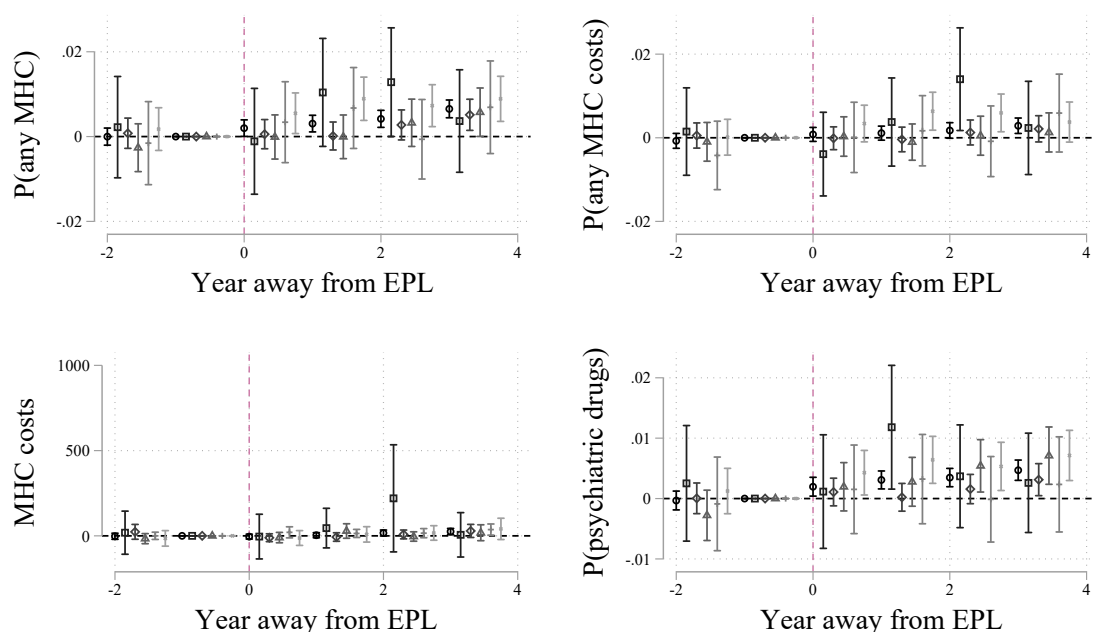 P(any MHC)
.02
0
-.02
-2 0 2 4
Year away from EPL
P(any MHC costs)
.02
0
-.02
-2 0 2 4
Year away from EPL
MHC costs
1000
500
0
-2 0 2 4
Year away from EPL
P(psychiatric drugs)
.02
.01
0
-.01
-2 0 2 4
Year away from EPL